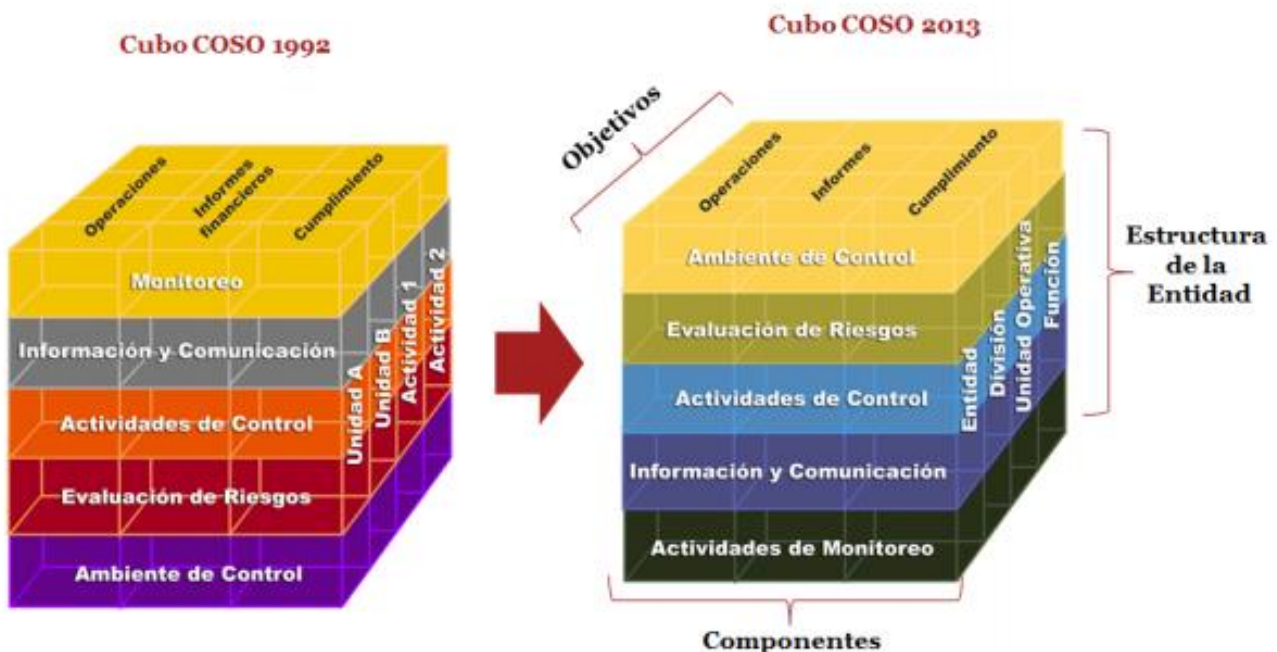 Cubo COSO 1992
Operaciones
Informes
financieros
Cumplimiento
Monitoreo
Información y Comunicación
Actividades de Control
Evaluación de Riesgos
Ambiente de Control
Unidad A
Unidad B
Actividad 1
Actividad 2
Cubo COSO 2013
Objetivos
Operaciones
Informes
Cumplimiento
Ambiente de Control
Evaluación de Riesgos
Actividades de Control
Información y Comunicación
Actividades de Monitoreo
Entidad
División
Unidad Operativa
Función
Estructura
de la
Entidad
Componentes